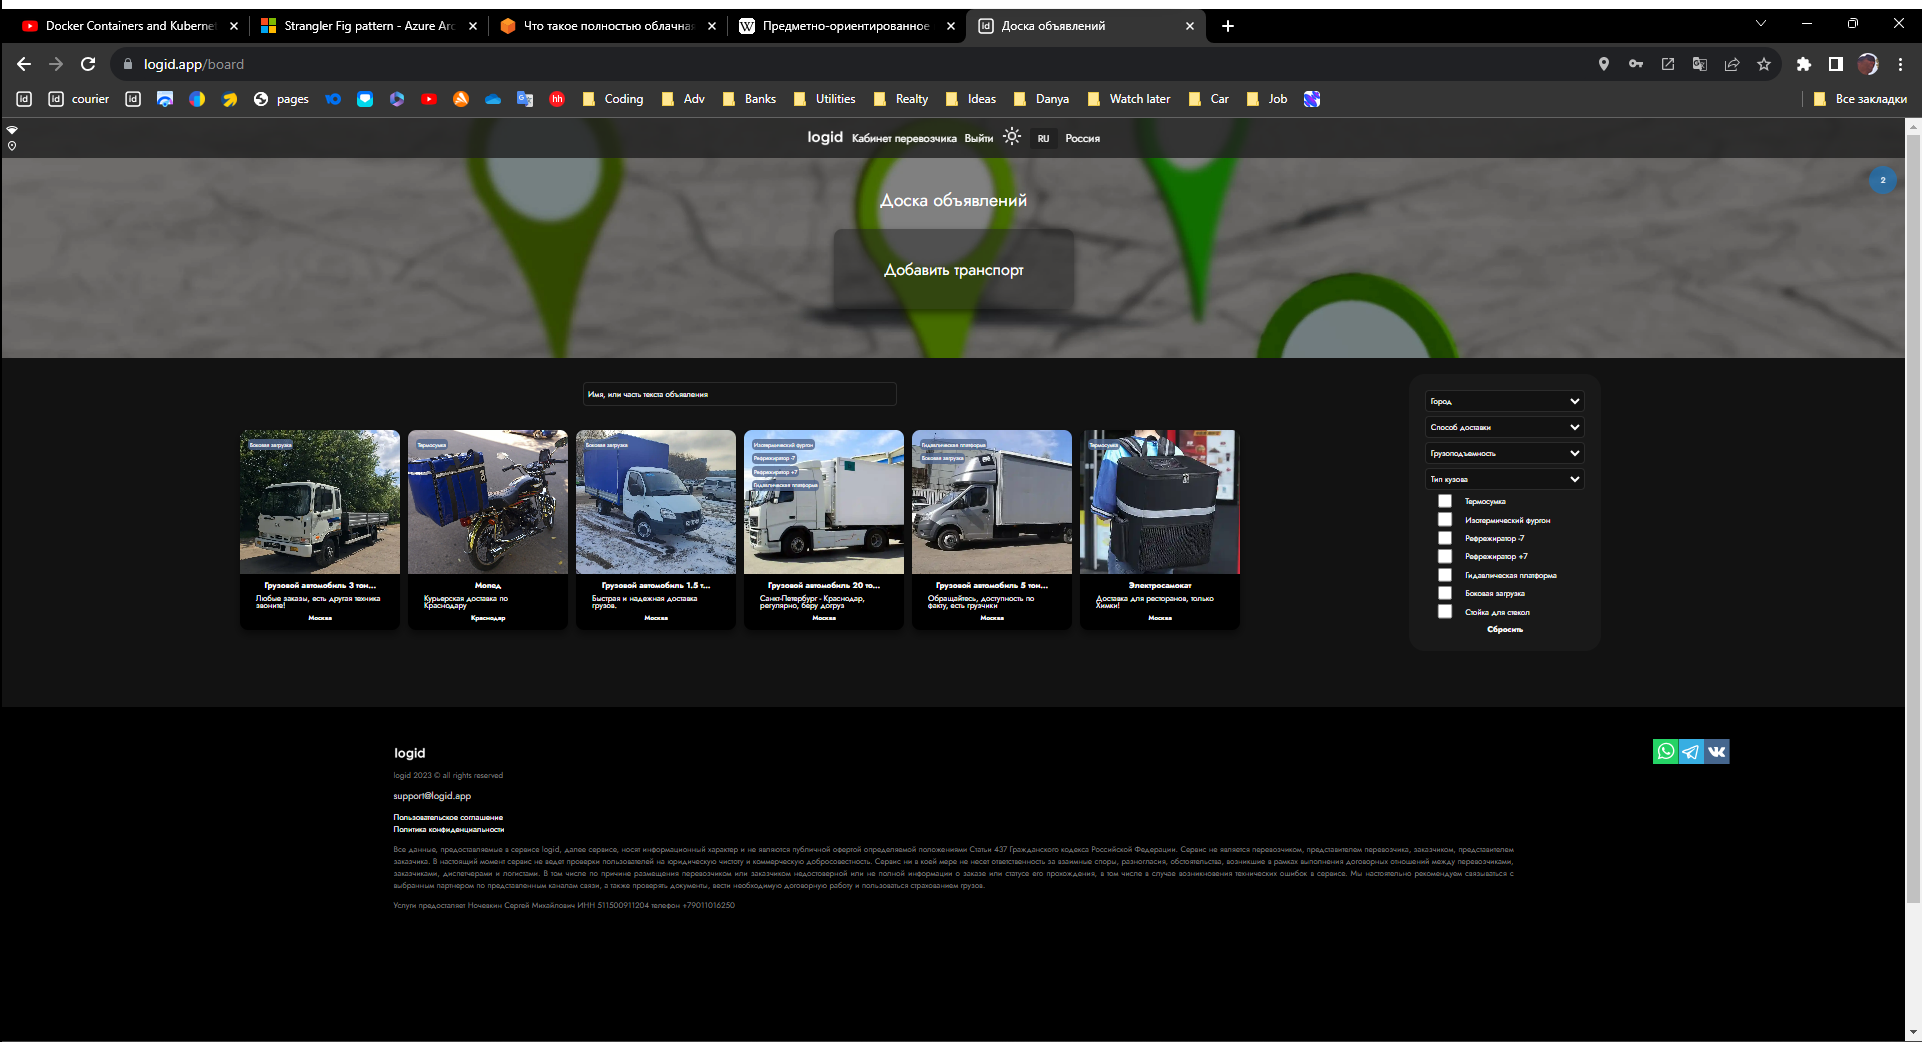 Docker Containers and Kubernet
Strangler Fig pattern - Azure Arc
Что такое полностью облачная
Предметно-ориентированное
Доска объявлений
logid.app/board
courier
pages
Coding
Adv
Banks
Utilities
Realty
Ideas
Danya
Watch later
Car
Job
Все закладки
logid Кабинет перевозчика Выйти RU Россия
2
Доска объявлений
Добавить транспорт
Имя, или часть текста объявления
Боковая загрузка
Грузовой автомобиль 3 тон...
Любые заказы, есть другая техника
звоните!
Москва
Термосумка
Мопед
Курьерская доставка по
Краснодару
Краснодар
Боковая загрузка
Грузовой автомобиль 1.5 т...
Быстрая и надежная доставка
грузов.
Москва
Изотермический фургон
Рефрежиратор -7
Рефрежиратор +7
Гидавлическая платформа
Грузовой автомобиль 20 то...
Санкт-Петербург - Краснодар,
регулярно, беру догруз
Москва
Гидавлическая платформа
Боковая загрузка
Грузовой автомобиль 5 тон...
Обращайтесь, доступность по
факту, есть грузчики
Москва
Термосумка
Электросамокат
Доставка для ресторанов, только
Химки!
Москва
Город
Способ доставки
Грузоподъемность
Тип кузова
Термосумка
Изотермический фургон
Рефрежиратор -7
Рефрежиратор +7
Гидавлическая платформа
Боковая загрузка
Стойка для стекол
Сбросить
logid
logid 2023 © all rights reserved
support@logid.app
Пользовательское соглашение
Политика конфиденциальности
Все данные, предоставляемые в сервисе logid, далее сервисе, носят информационный характер и не являются публичной офертой определяемой положениями Статьи 437 Гражданского кодекса Российской Федерации. Сервис не является перевозчиком, представителем перевозчика, заказчиком, представителем
заказчика. В настоящий момент сервис не ведет проверки пользователей на юридическую чистоту и коммерческую добросовестность. Сервис ни в коей мере не несет ответственность за взаимные споры, разногласия, обстоятельства, возникшие в рамках выполнения договорных отношений между перевозчиками,
заказчиками, диспетчерами и логистами. В том числе по причине размещения перевозчиком или заказчиком недостоверной или не полной информации о заказе или статусе его прохождения, в том числе в случае возникновения технических ошибок в сервисе. Мы настоятельно рекомендуем связываться с
выбранным партнером по представленным каналам связи, а также проверять документы, вести необходимую договорную работу и пользоваться страхованием грузов.
Услуги предоставляет Ночевкин Сергей Михайлович ИНН 511500911204 телефон +79011016250